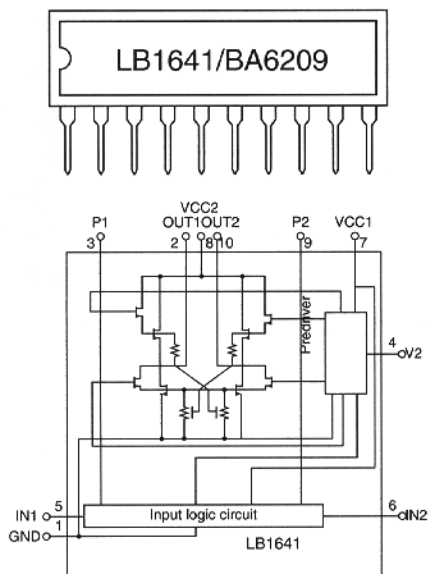 LB1641/BA6209
VCC2
P1 OUT1 OUT2 P2 VCC1
3 2 8 10 9 7
Predriver
4
V2
5 6
IN1 Input logic circuit IN2
1
GND
LB1641